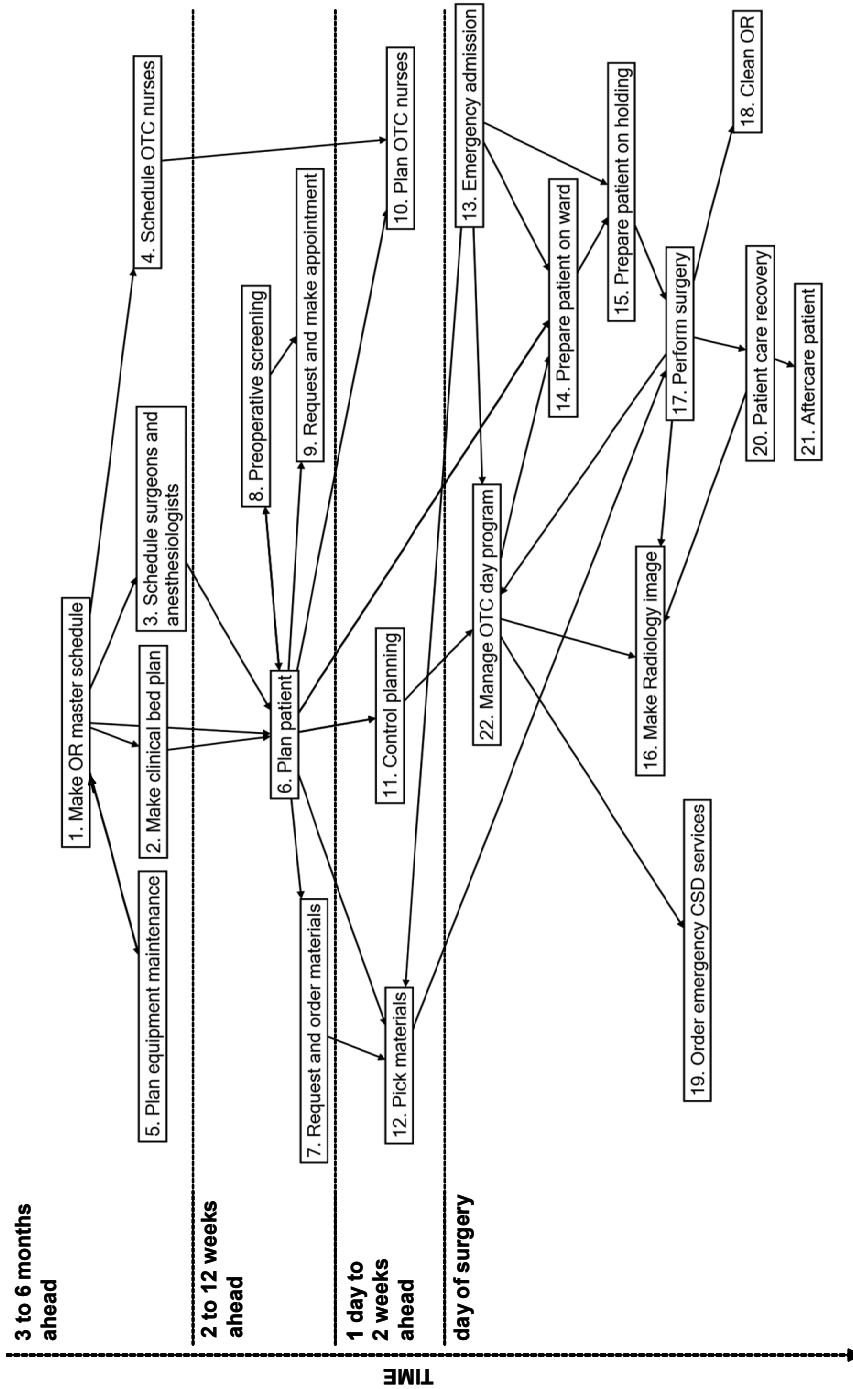 TIME
3 to 6 months
ahead
1. Make OR master schedule
5. Plan equipment maintenance
2. Make clinical bed plan
3. Schedule surgeons and
anesthesiologists
4. Schedule OTC nurses
2 to 12 weeks
ahead
6. Plan patient
8. Preoperative screening
7. Request and order materials
9. Request and make appointment
1 day to
2 weeks
ahead
12. Pick materials
11. Control planning
10. Plan OTC nurses
day of surgery
13. Emergency admission
22. Manage OTC day program
14. Prepare patient on ward
15. Prepare patient on holding
16. Make Radiology image
17. Perform surgery
19. Order emergency CSD services
18. Clean OR
20. Patient care recovery
21. Aftercare patient